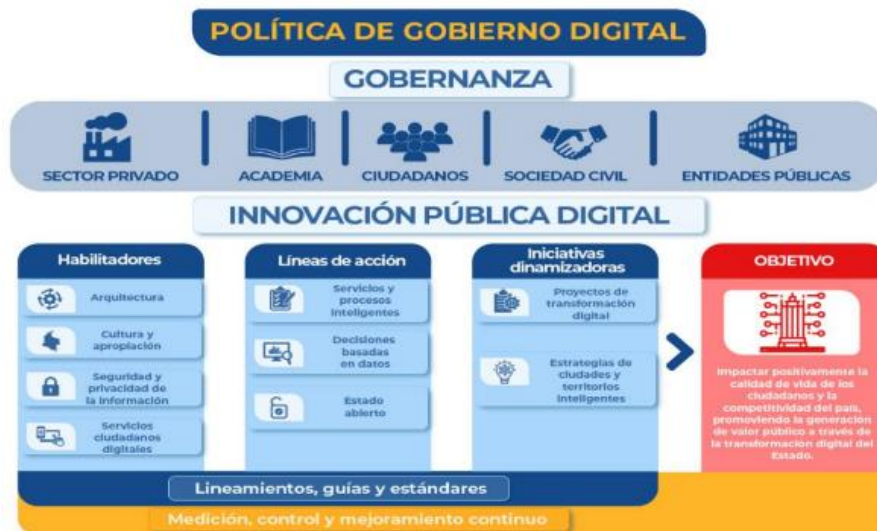 POLÍTICA DE GOBIERNO DIGITAL
GOBERNANZA
SECTOR PRIVADO
ACADEMIA
CIUDADANOS
SOCIEDAD CIVIL
ENTIDADES PÚBLICAS
INNOVACIÓN PÚBLICA DIGITAL
Habilitadores
Arquitectura
Cultura y
apropiación
Seguridad y
privacidad de
la Información
Servicios
ciudadanos
digitales
Líneas de acción
Servicios y
procesos
inteligentes
Decisiones
basadas
en datos
Estado
abierto
Iniciativas
dinamizadoras
Proyectos de
transformación
digital
Estrategias de
ciudades y
territorios
inteligentes
OBJETIVO
Impactar positivamente la
calidad de vida de los
ciudadanos y la
competitividad del país,
promoviendo la generación
de valor público a través de
la transformación digital del
Estado.
Lineamientos, guías y estándares
Medición, control y mejoramiento continuo